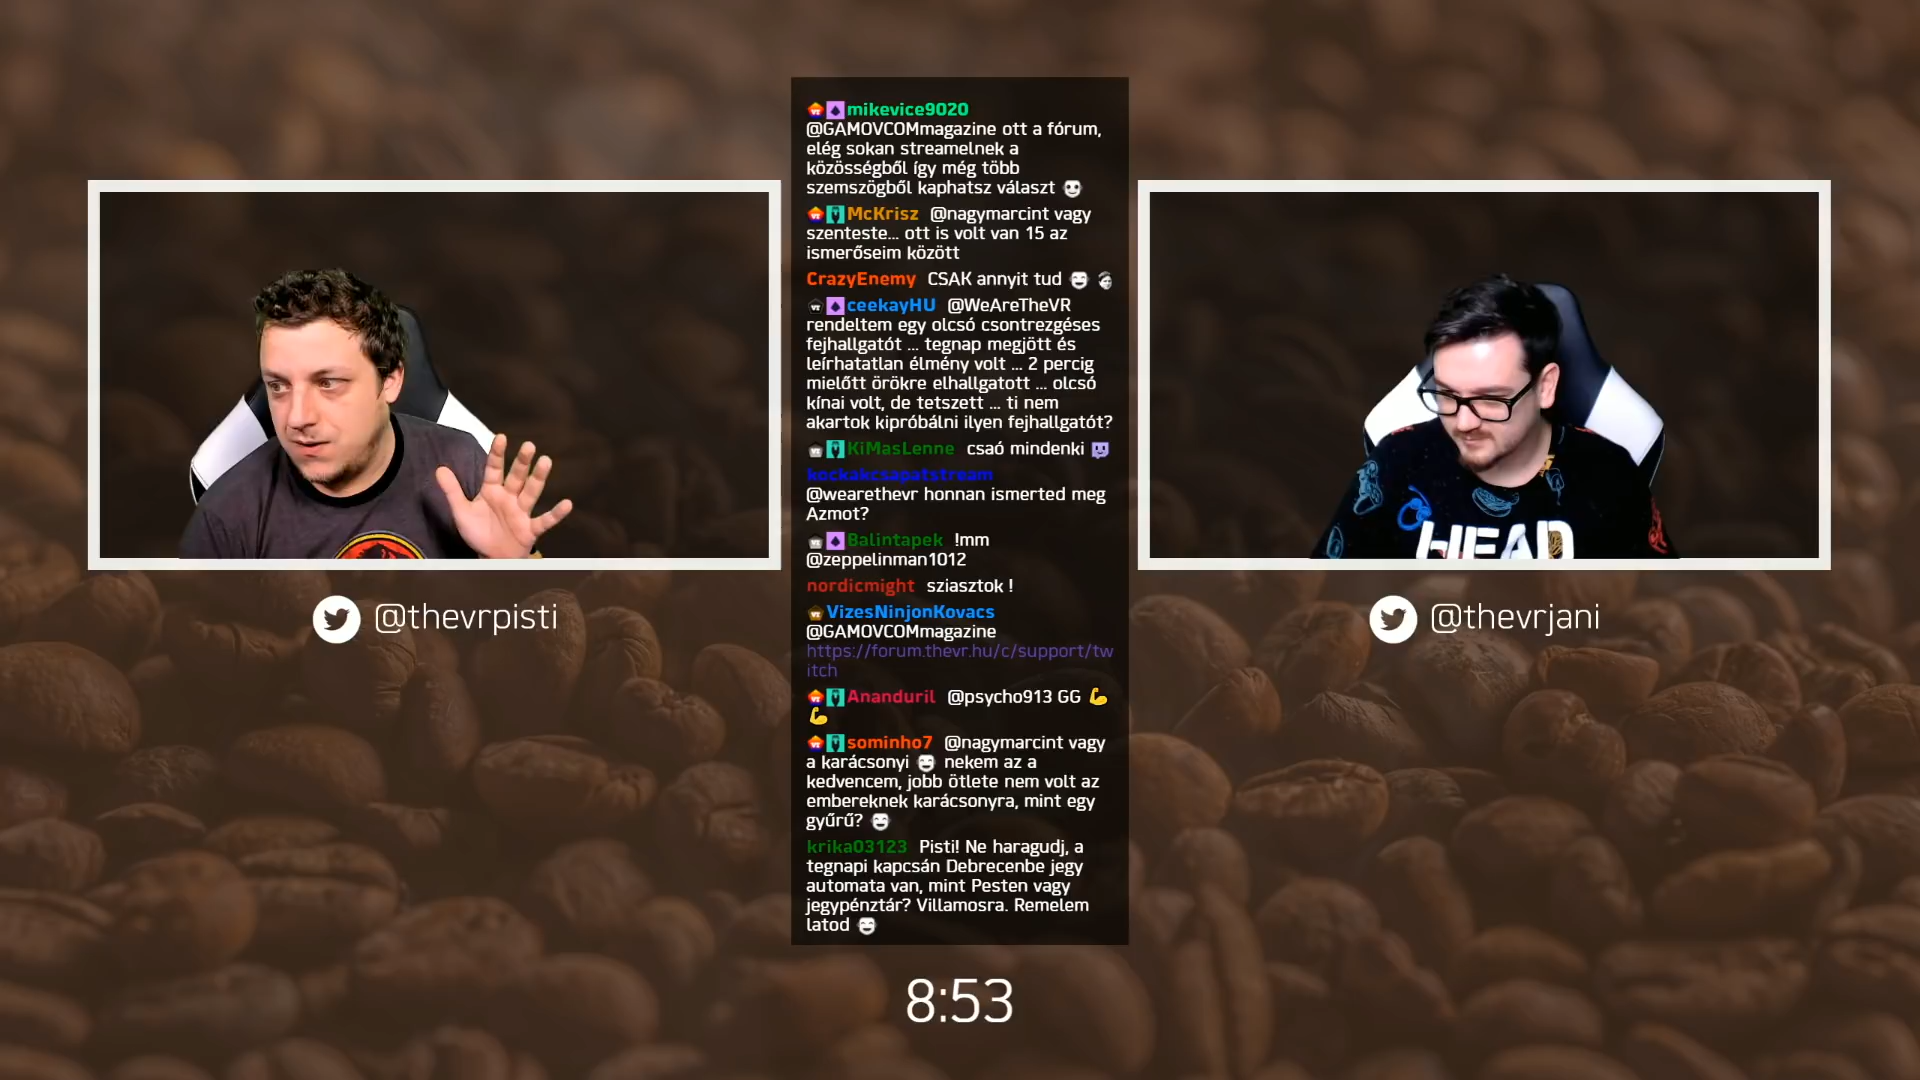 mikevice9020
@GAMOVCOMmagazine ott a fórum,
elég sokan streamelnek a
közösségből így még több
szemszögből kaphatsz választ
McKrisz @nagymarcint vagy
szenteste... ott is volt van 15 az
ismerőseim között
CrazyEnemy CSAK annyit tud
ceekayHU @WeAreTheVR
rendeltem egy olcsó csontrezgéses
fejhallgatót ... tegnap megjött és
leírhatatlan élmény volt ... 2 percig
mielőtt örökre elhallgatott ... olcsó
kínai volt, de tetszett ... ti nem
akartok kipróbálni ilyen fejhallgatót?
KiMasLenne csaó mindenki
kockakcsapatstream
@wearethevr honnan ismerted meg
Azmot?
Balintapek !mm
@zeppelinman1012
nordicmight sziasztok !
VizesNinjonKovacs
@GAMOVCOMmagazine
https://forum.thevr.hu/c/support/tw
itch
Ananduril @psycho913 GG 💪
💪
sominho7 @nagymarcint vagy
a karácsonyi nekem az a
kedvencem, jobb ötlete nem volt az
embereknek karácsonyra, mint egy
gyűrű?
krika03123 Pisti! Ne haragudj, a
tegnapi kapcsán Debrecenbe jegy
automata van, mint Pesten vagy
jegypénztár? Villamosra. Remelem
latod
@thevrpisti
HEAD
@thevrjani
8:53